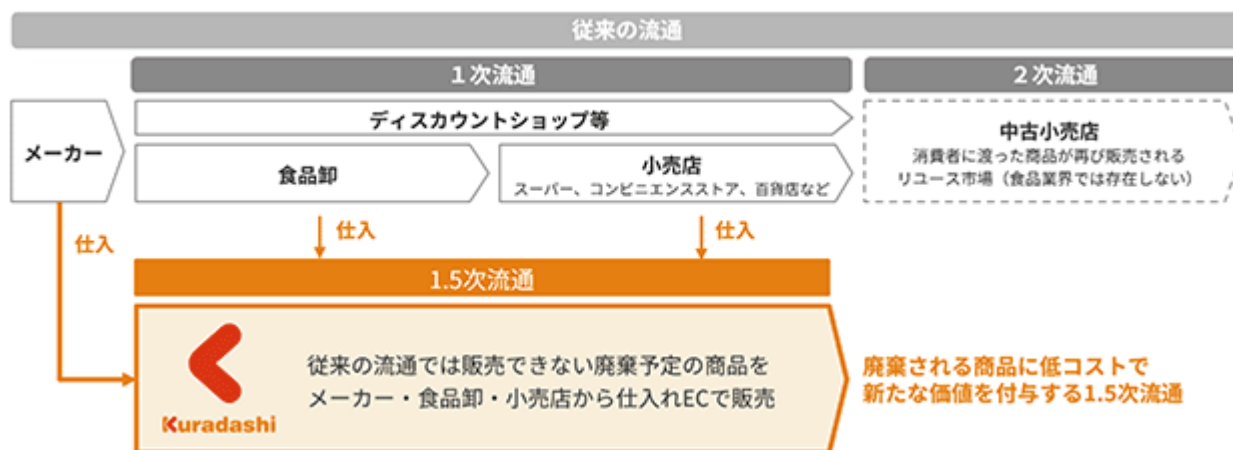 従来の流通
1次流通
2次流通
メーカー
ディスカウントショップ等
食品卸
小売店
スーパー、コンビニエンスストア、百貨店など
中古小売店
消費者に渡った商品が再び販売される
リユース市場（食品業界では存在しない）
仕入
仕入
仕入
1.5次流通
Kuradashi
従来の流通では販売できない廃棄予定の商品を
メーカー・食品卸・小売店から仕入れECで販売
廃棄される商品に低コストで
新たな価値を付与する1.5次流通